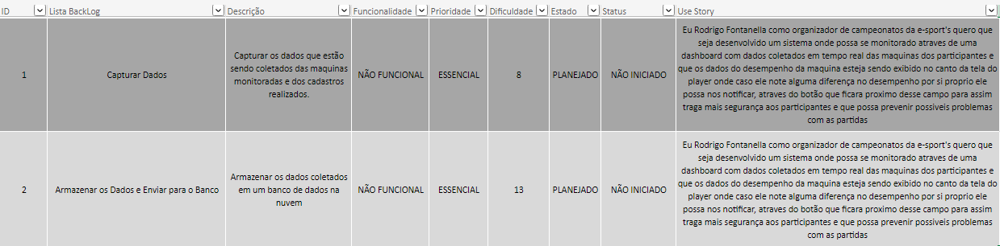 ID Lista BackLog Descrição Funcionalidade Prioridade Dificuldade Estado Status Use Story
1
Capturar Dados
Capturar os dados que estão
sendo coletados das maquinas
monitoradas e dos cadastros
realizados.
NÃO FUNCIONAL
ESSENCIAL
8
PLANEJADO
NÃO INICIADO
Eu Rodrigo Fontanella como organizador de campeonatos da e-sport's quero que
seja desenvolvido um sistema onde possa se monitorado atraves de uma
dashboard com dados coletados em tempo real das maquinas dos participantes e
que os dados do desempenho da maquina esteja sendo exibido no canto da tela do
player onde caso ele note alguma diferença no desempenho por si proprio ele
possa nos notificar, atraves do botão que ficara proximo desse campo para assim
traga mais segurança aos participantes e que possa prevenir possiveis problemas
com as partidas
2
Armazenar os Dados e Enviar para o Banco
Armazenar os dados coletados
em um banco de dados na
nuvem
NÃO FUNCIONAL
ESSENCIAL
13
PLANEJADO
NÃO INICIADO
Eu Rodrigo Fontanella como organizador de campeonatos da e-sport's quero que
seja desenvolvido um sistema onde possa se monitorado atraves de uma
dashboard com dados coletados em tempo real das maquinas dos participantes e
que os dados do desempenho da maquina esteja sendo exibido no canto da tela do
player onde caso ele note alguma diferença no desempenho por si proprio ele
possa nos notificar, atraves do botão que ficara proximo desse campo para assim
traga mais segurança aos participantes e que possa prevenir possiveis problemas
com as partidas